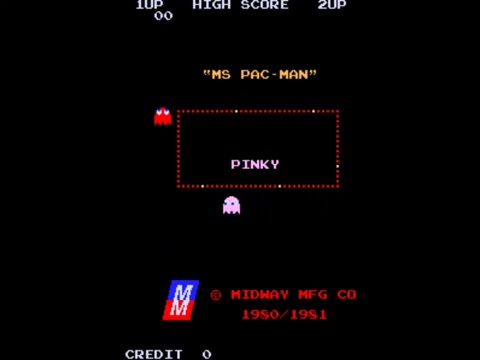 1UP HIGH SCORE 2UP
00
"MS PAC-MAN"
PINKY
MM
© MIDWAY MFG CO
1980/1981
CREDIT 0